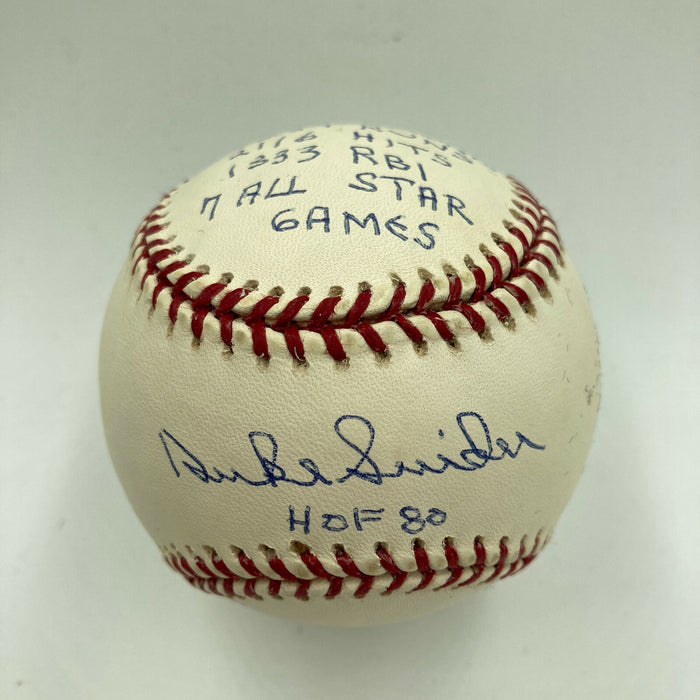 2116 HITS
1333 RBI
7 ALL STAR
GAMES
Duke Snider
HOF 80